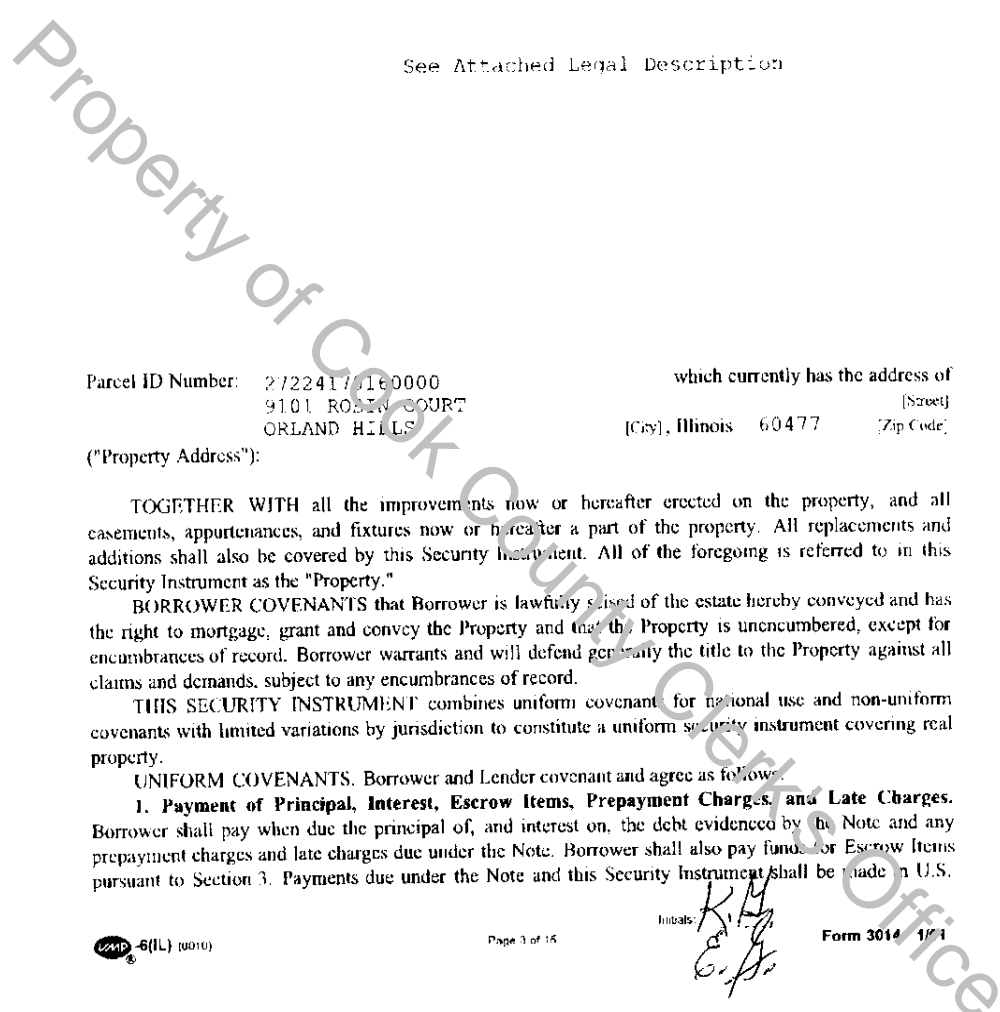 See Attached Legal Description
Parcel ID Number: which currently has the address of
9101 ROBIN COURT [Street]
ORLAND HILLS [City], Illinois 60477 [Zip Code]
("Property Address"):
TOGETHER WITH all the improvements now or hereafter erected on the property, and all
easements, appurtenances, and fixtures now or hereafter a part of the property. All replacements and
additions shall also be covered by this Security Instrument. All of the foregoing is referred to in this
Security Instrument as the "Property."
BORROWER COVENANTS that Borrower is lawfully seised of the estate hereby conveyed and has
the right to mortgage, grant and convey the Property and that the Property is unencumbered, except for
encumbrances of record. Borrower warrants and will defend generally the title to the Property against all
claims and demands, subject to any encumbrances of record.
THIS SECURITY INSTRUMENT combines uniform covenants for national use and non-uniform
covenants with limited variations by jurisdiction to constitute a uniform security instrument covering real
property.
UNIFORM COVENANTS. Borrower and Lender covenant and agree as follows:
1. Payment of Principal, Interest, Escrow Items, Prepayment Charges, and Late Charges.
Borrower shall pay when due the principal of, and interest on, the debt evidenced by the Note and any
prepayment charges and late charges due under the Note. Borrower shall also pay funds for Escrow Items
pursuant to Section 3. Payments due under the Note and this Security Instrument shall be made in U.S.
Initials: K.G.
E.G.
VMP -6(IL) (0010) Page 3 of 15 Form 3014 1/01
Property of Cook County Clerk's Office